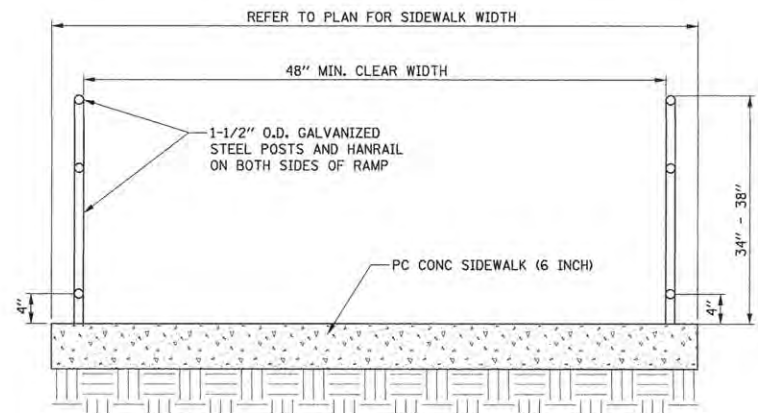 REFER TO PLAN FOR SIDEWALK WIDTH
48" MIN. CLEAR WIDTH
1-1/2" O.D. GALVANIZED
STEEL POSTS AND HANRAIL
ON BOTH SIDES OF RAMP
34" - 38"
PC CONC SIDEWALK (6 INCH)
4"
4"